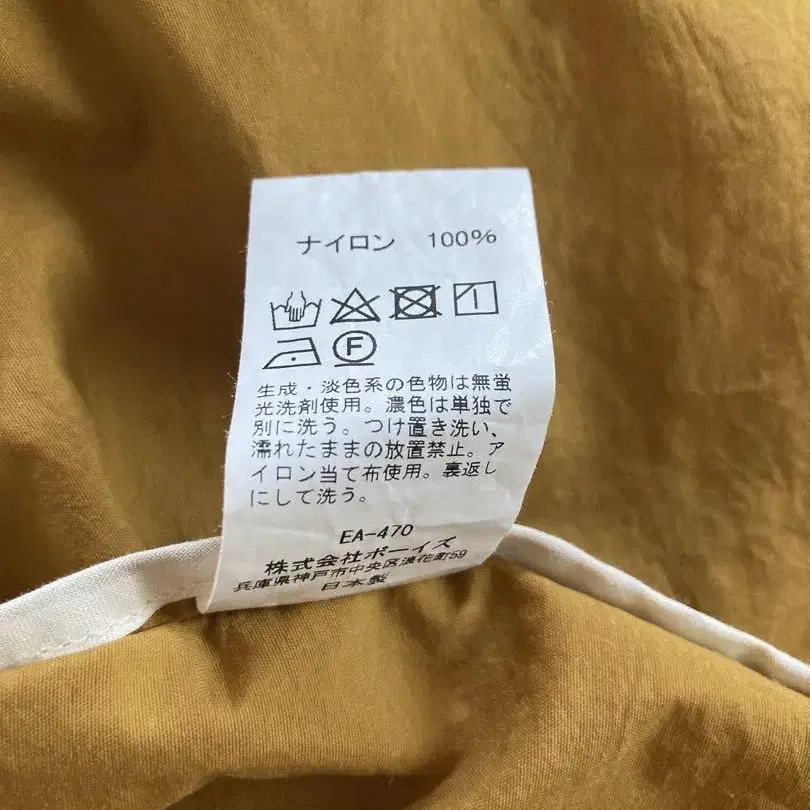 ナイロン 100%
F
生成・淡色系の色物は無蛍
光洗剤使用。濃色は単独で
別に洗う。つけ置き洗い、
濡れたままの放置禁止。ア
イロン当て布使用。裏返し
にして洗う。
EA-470
株式会社ボーイズ
兵庫県神戸市中央区浪花町59
日本製